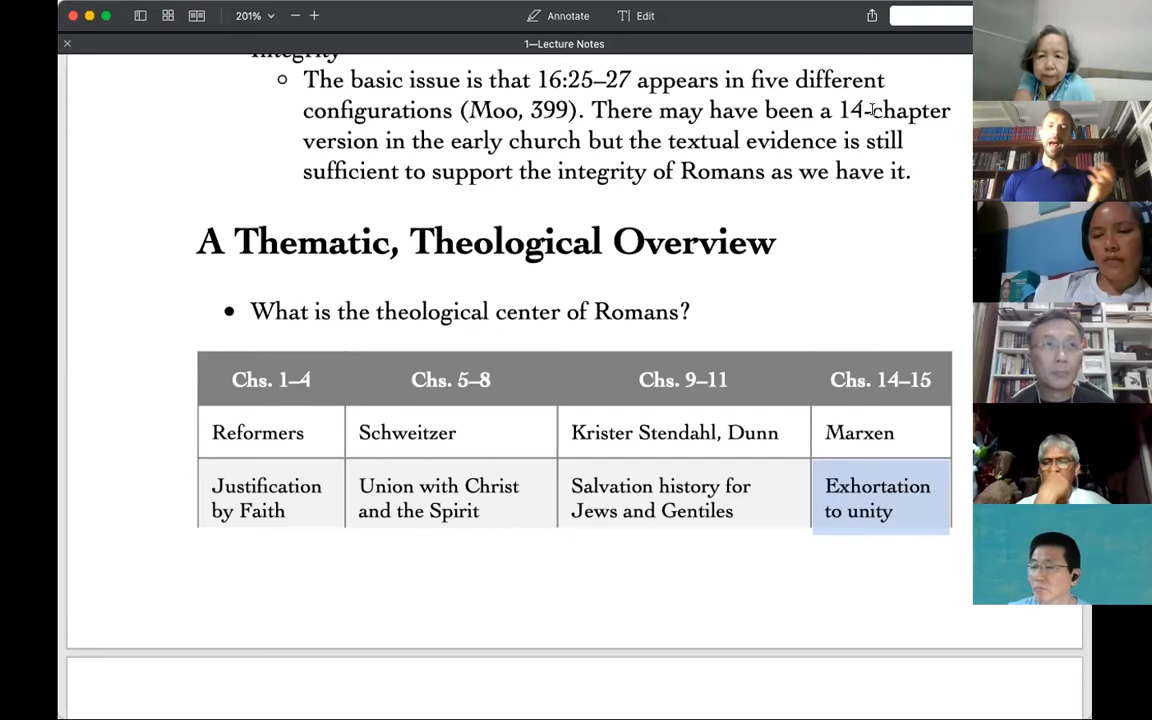 201%
Annotate
Edit
1—Lecture Notes
Integrity
The basic issue is that 16:25–27 appears in five different
configurations (Moo, 399). There may have been a 14-chapter
version in the early church but the textual evidence is still
sufficient to support the integrity of Romans as we have it.
A Thematic, Theological Overview
• What is the theological center of Romans?
Chs. 1–4 Chs. 5–8 Chs. 9–11 Chs. 14–15
Reformers Schweitzer Krister Stendahl, Dunn Marxen
Justification Union with Christ Salvation history for Exhortation
by Faith and the Spirit Jews and Gentiles to unity